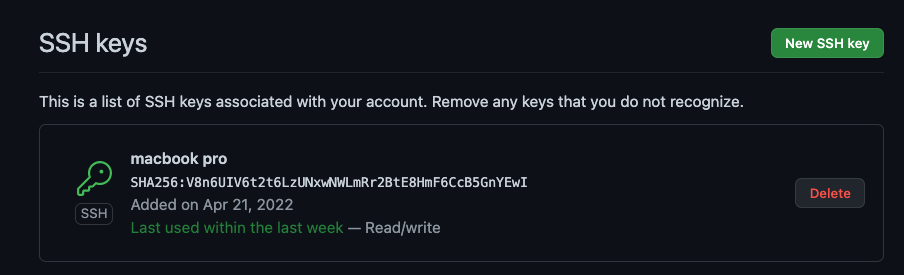 SSH keys
New SSH key
This is a list of SSH keys associated with your account. Remove any keys that you do not recognize.
macbook pro
SHA256:V8n6UIV6t2t6LzUNxwNWLmRr2BtE8HmF6CcB5GnYEwI
Added on Apr 21, 2022
Last used within the last week — Read/write
SSH
Delete